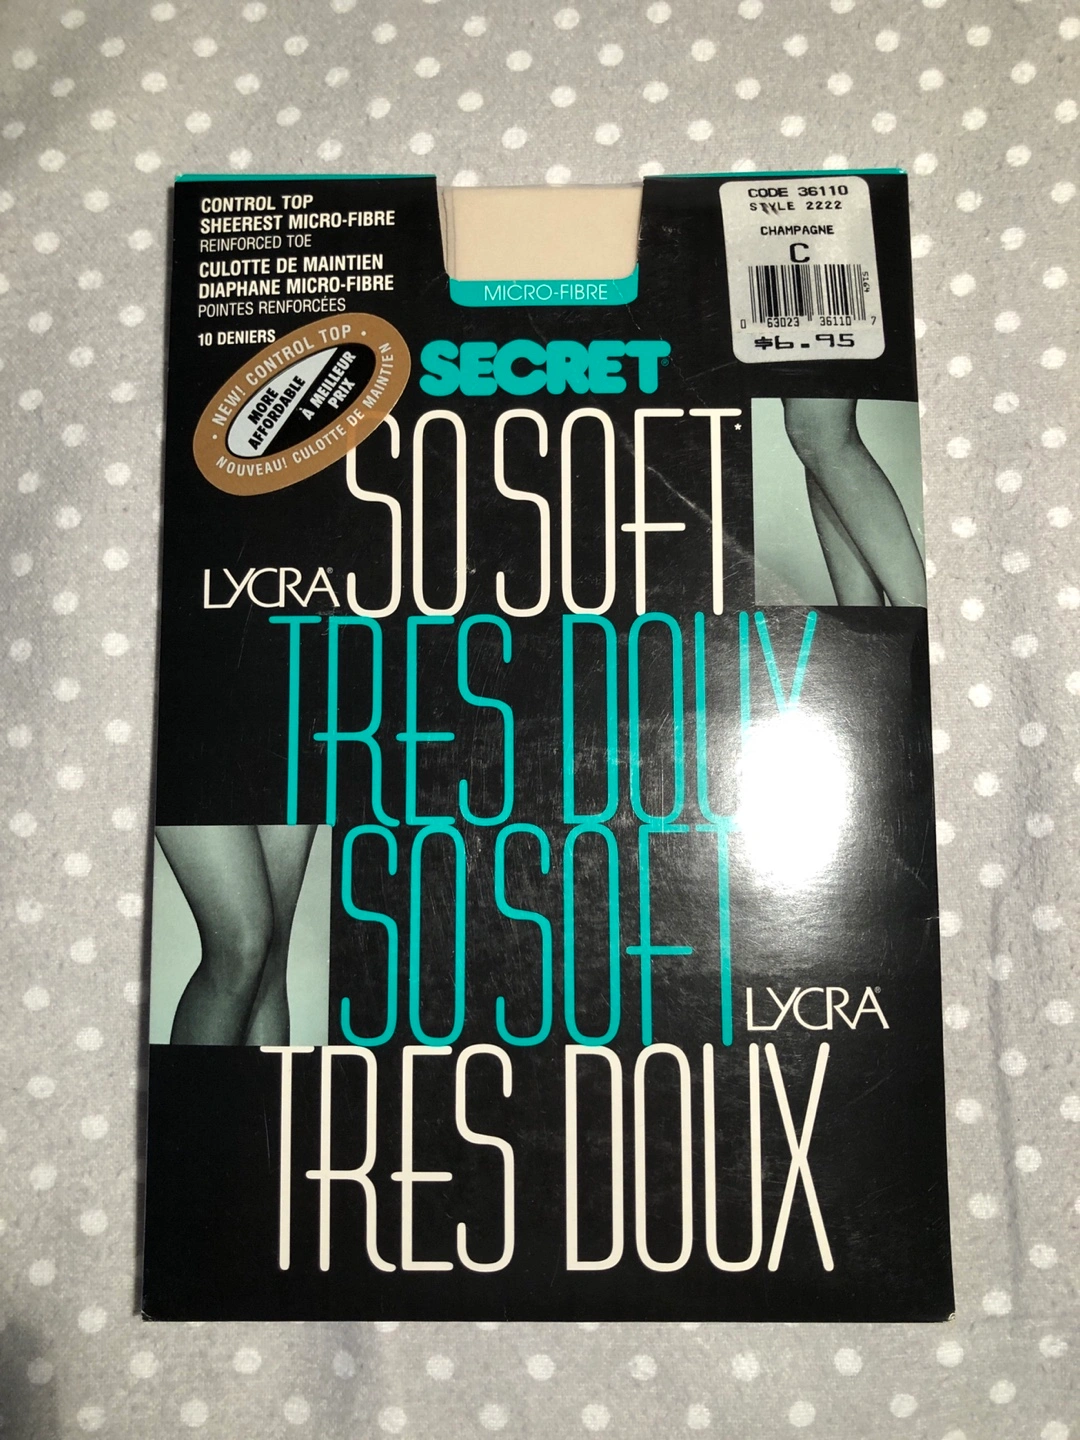 CONTROL TOP
SHEEREST MICRO-FIBRE
REINFORCED TOE
CULOTTE DE MAINTIEN
DIAPHANE MICRO-FIBRE
POINTES RENFORCÉES
10 DENIERS
MICRO-FIBRE
CODE 36110
STYLE 2222
CHAMPAGNE
C
4915
0 63023 36110 7
$6.95
NEW! CONTROL TOP
MORE
AFFORDABLE
À MEILLEUR
PRIX
NOUVEAU! CULOTTE DE MAINTIEN
SECRET®
SO SOFT*
LYCRA®
TRES DOUX
SO SOFT
LYCRA®
TRES DOUX